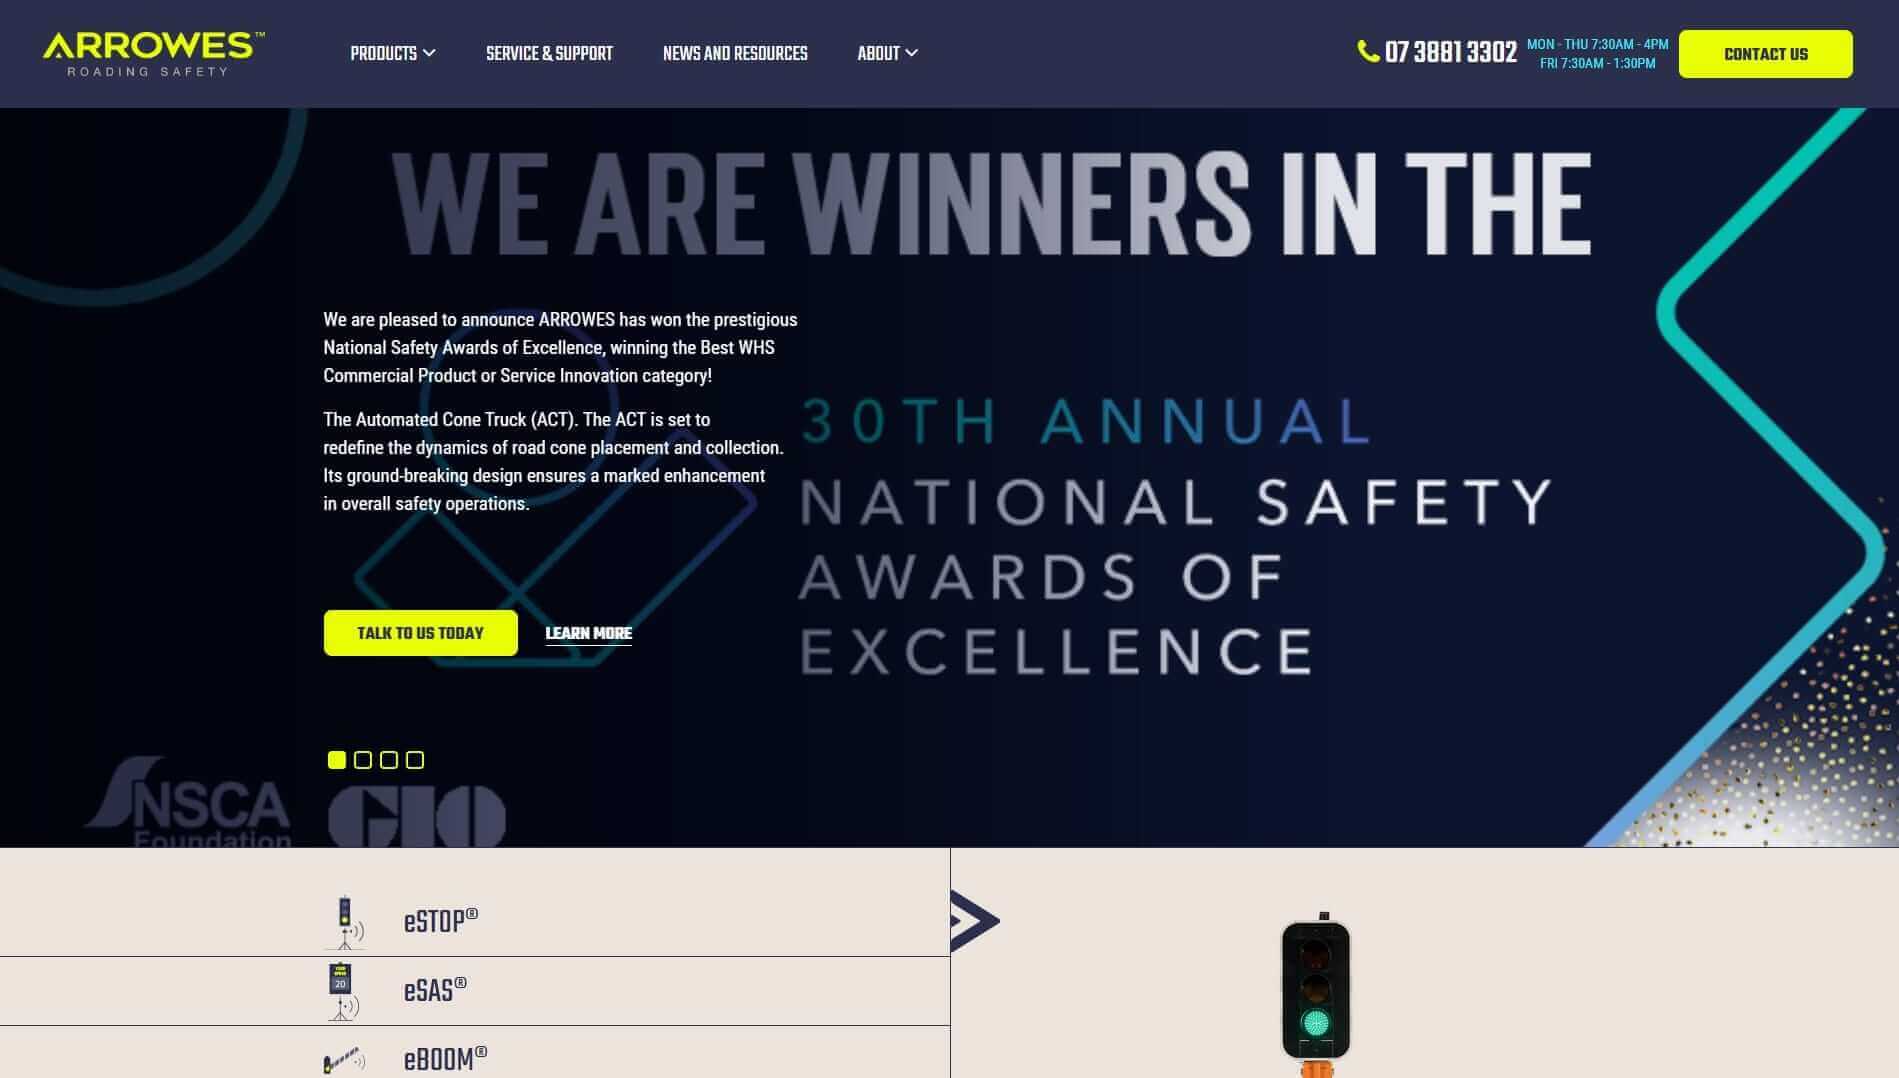 ARROWES™
ROADING SAFETY
PRODUCTS
SERVICE & SUPPORT
NEWS AND RESOURCES
ABOUT
07 3881 3302
MON - THU 7:30AM - 4PM
FRI 7:30AM - 1:30PM
CONTACT US
WE ARE WINNERS IN THE
We are pleased to announce ARROWES has won the prestigious
National Safety Awards of Excellence, winning the Best WHS
Commercial Product or Service Innovation category!
The Automated Cone Truck (ACT). The ACT is set to
redefine the dynamics of road cone placement and collection.
Its ground-breaking design ensures a marked enhancement
in overall safety operations.
30TH ANNUAL
NATIONAL SAFETY
AWARDS OF
EXCELLENCE
TALK TO US TODAY
LEARN MORE
NSCA
Foundation
GIO
eSTOP®
20
eSAS®
eBOOM®